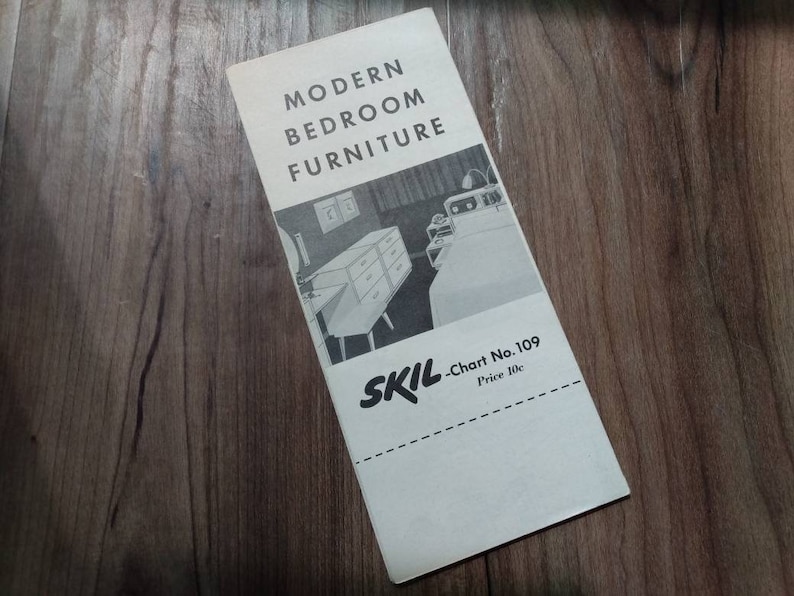 MODERN
BEDROOM
FURNITURE
SKIL-Chart No. 109
Price 10c